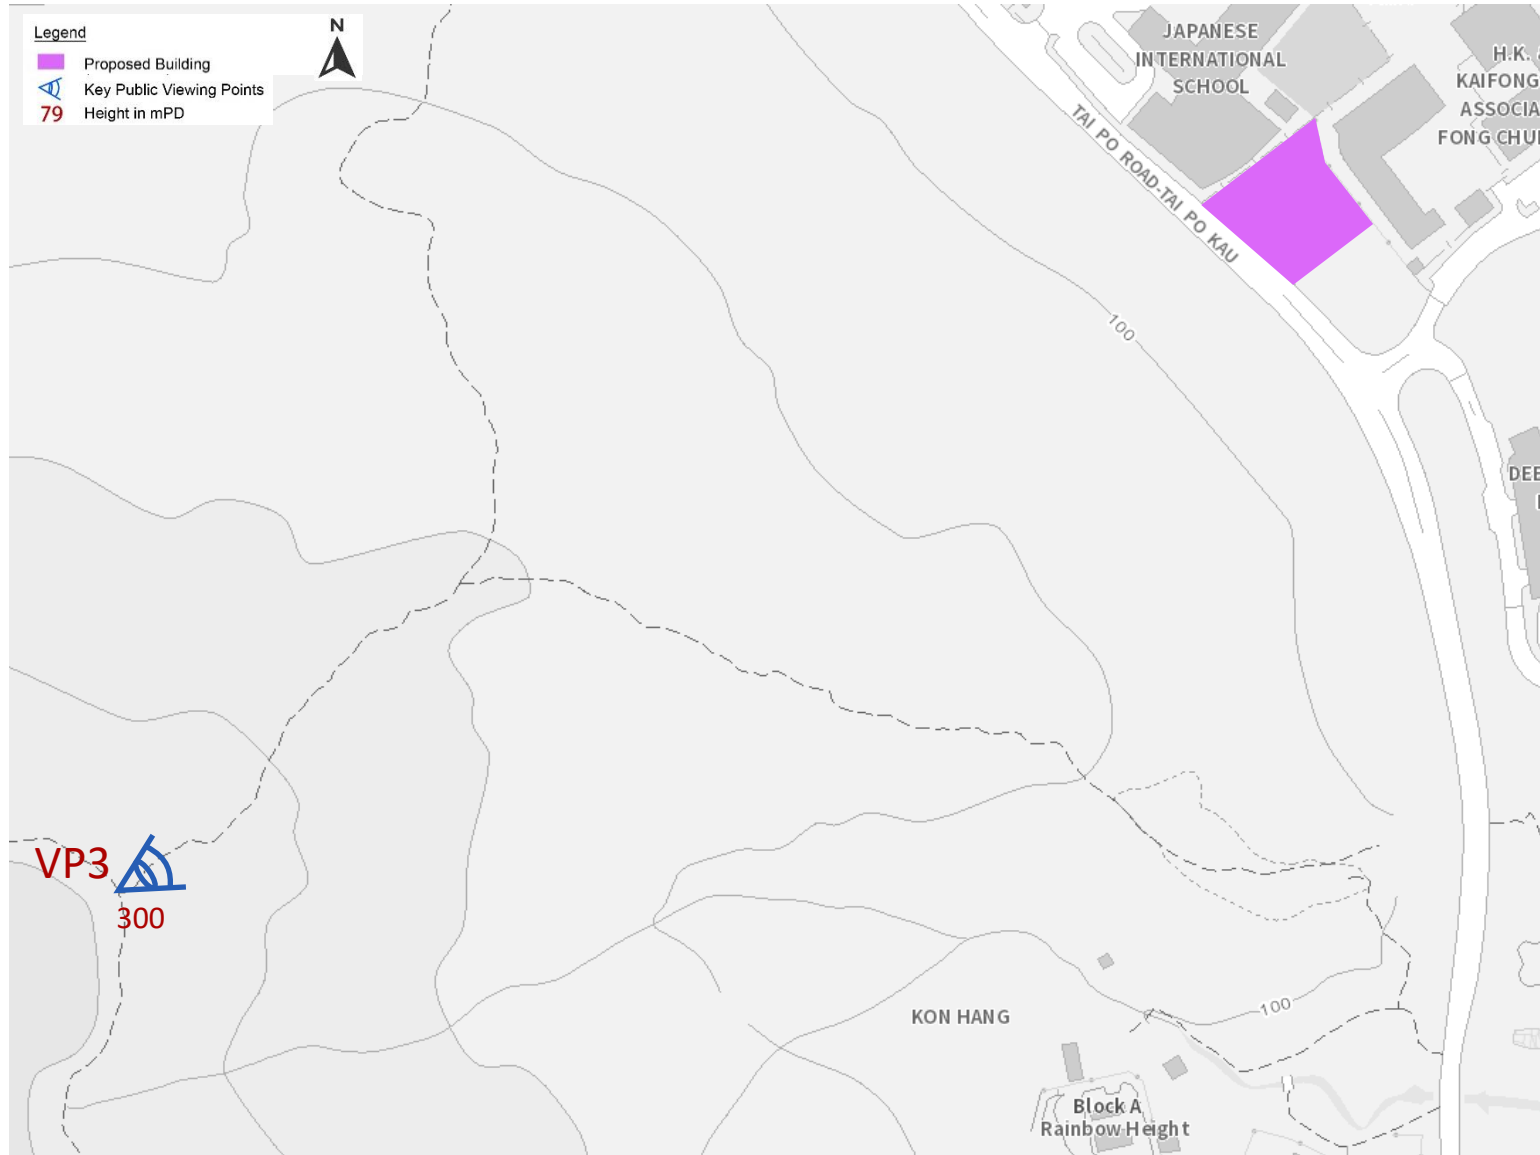 Legend
N
Proposed Building
Key Public Viewing Points
79 Height in mPD
JAPANESE
INTERNATIONAL
SCHOOL
H.K. &
KAIFONG
ASSOCIA
FONG CHU
TAI PO ROAD-TAI PO KAU
100
DEE
VP3
300
KON HANG
100
Block A
Rainbow Height